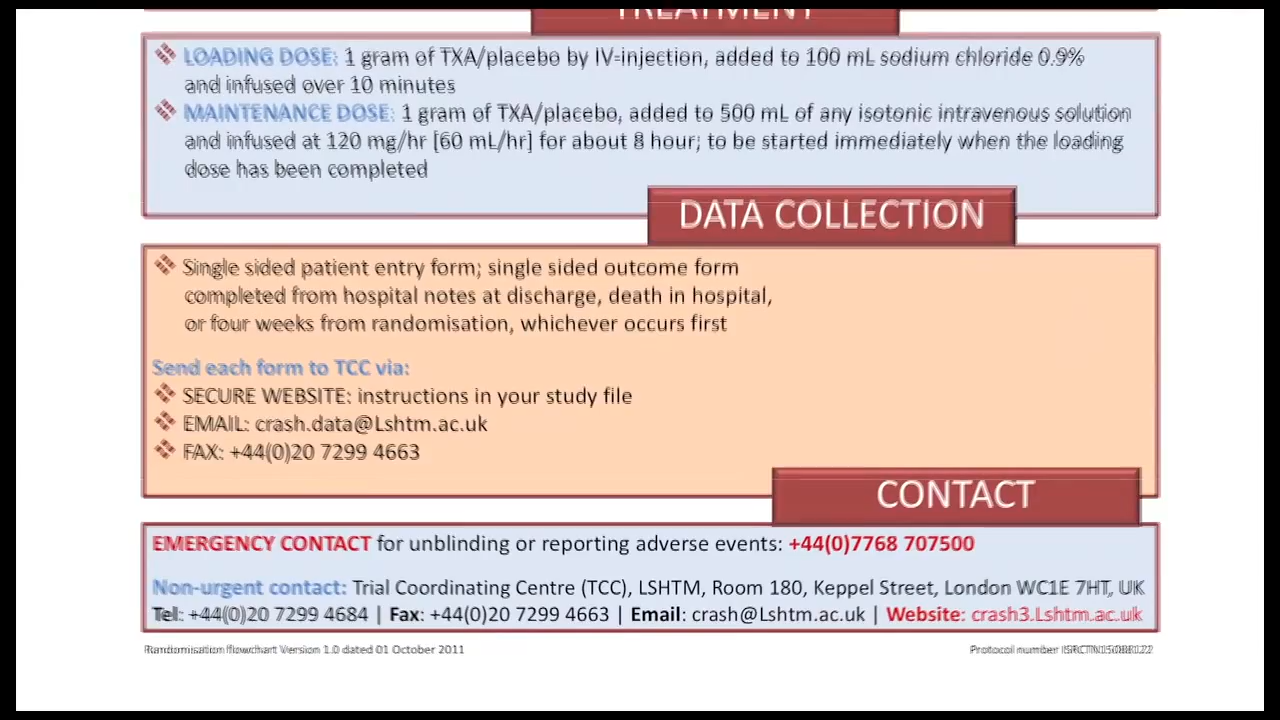 TREATMENT
❖ LOADING DOSE: 1 gram of TXA/placebo by IV-injection, added to 100 mL sodium chloride 0.9%
and infused over 10 minutes
❖ MAINTENANCE DOSE: 1 gram of TXA/placebo, added to 500 mL of any isotonic intravenous solution
and infused at 120 mg/hr [60 mL/hr] for about 8 hour; to be started immediately when the loading
dose has been completed
DATA COLLECTION
❖ Single sided patient entry form; single sided outcome form
completed from hospital notes at discharge, death in hospital,
or four weeks from randomisation, whichever occurs first
Send each form to TCC via:
❖ SECURE WEBSITE: instructions in your study file
❖ EMAIL: crash.data@Lshtm.ac.uk
❖ FAX: +44(0)20 7299 4663
CONTACT
EMERGENCY CONTACT for unblinding or reporting adverse events: +44(0)7768 707500
Non-urgent contact: Trial Coordinating Centre (TCC), LSHTM, Room 180, Keppel Street, London WC1E 7HT, UK
Tel: +44(0)20 7299 4684 | Fax: +44(0)20 7299 4663 | Email: crash@Lshtm.ac.uk | Website: crash3.Lshtm.ac.uk
Randomisation flowchart Version 1.0 dated 01 October 2011
Protocol number